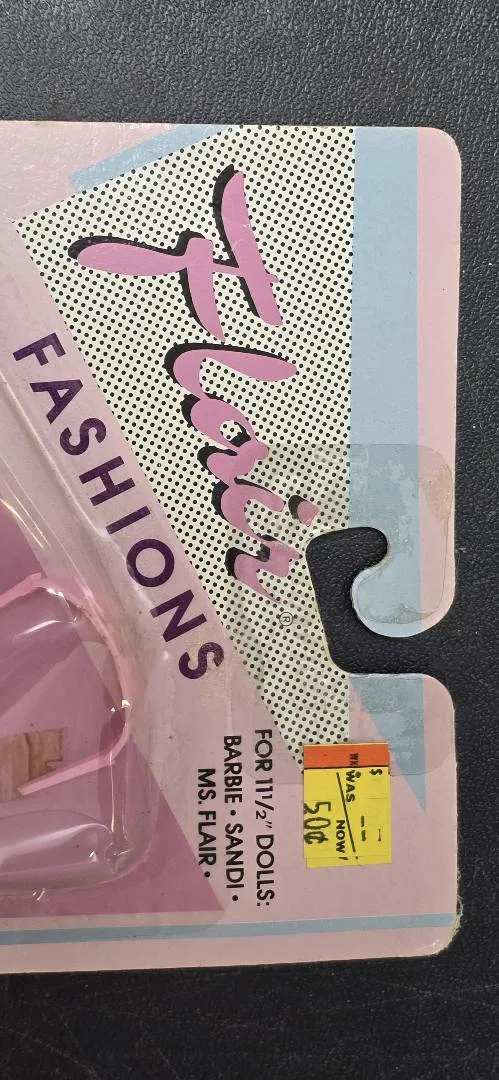 Flair®
FASHIONS
FOR 11½″ DOLLS:
BARBIE • SANDI •
MS. FLAIR •
$
WAS
NOW
50¢